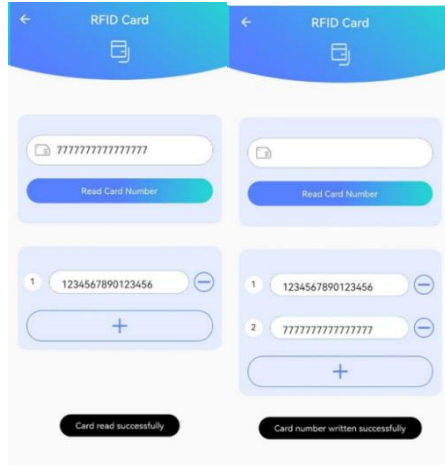 RFID Card
7777777777777777
Read Card Number
1 1234567890123456
Card read successfully
RFID Card
Read Card Number
1 1234567890123456
2 7777777777777777
Card number written successfully